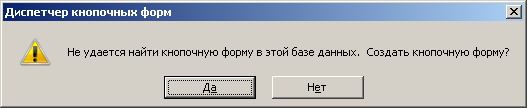 Диспетчер кнопочных форм
Не удается найти кнопочную форму в этой базе данных.  Создать кнопочную форму?
Да
Нет